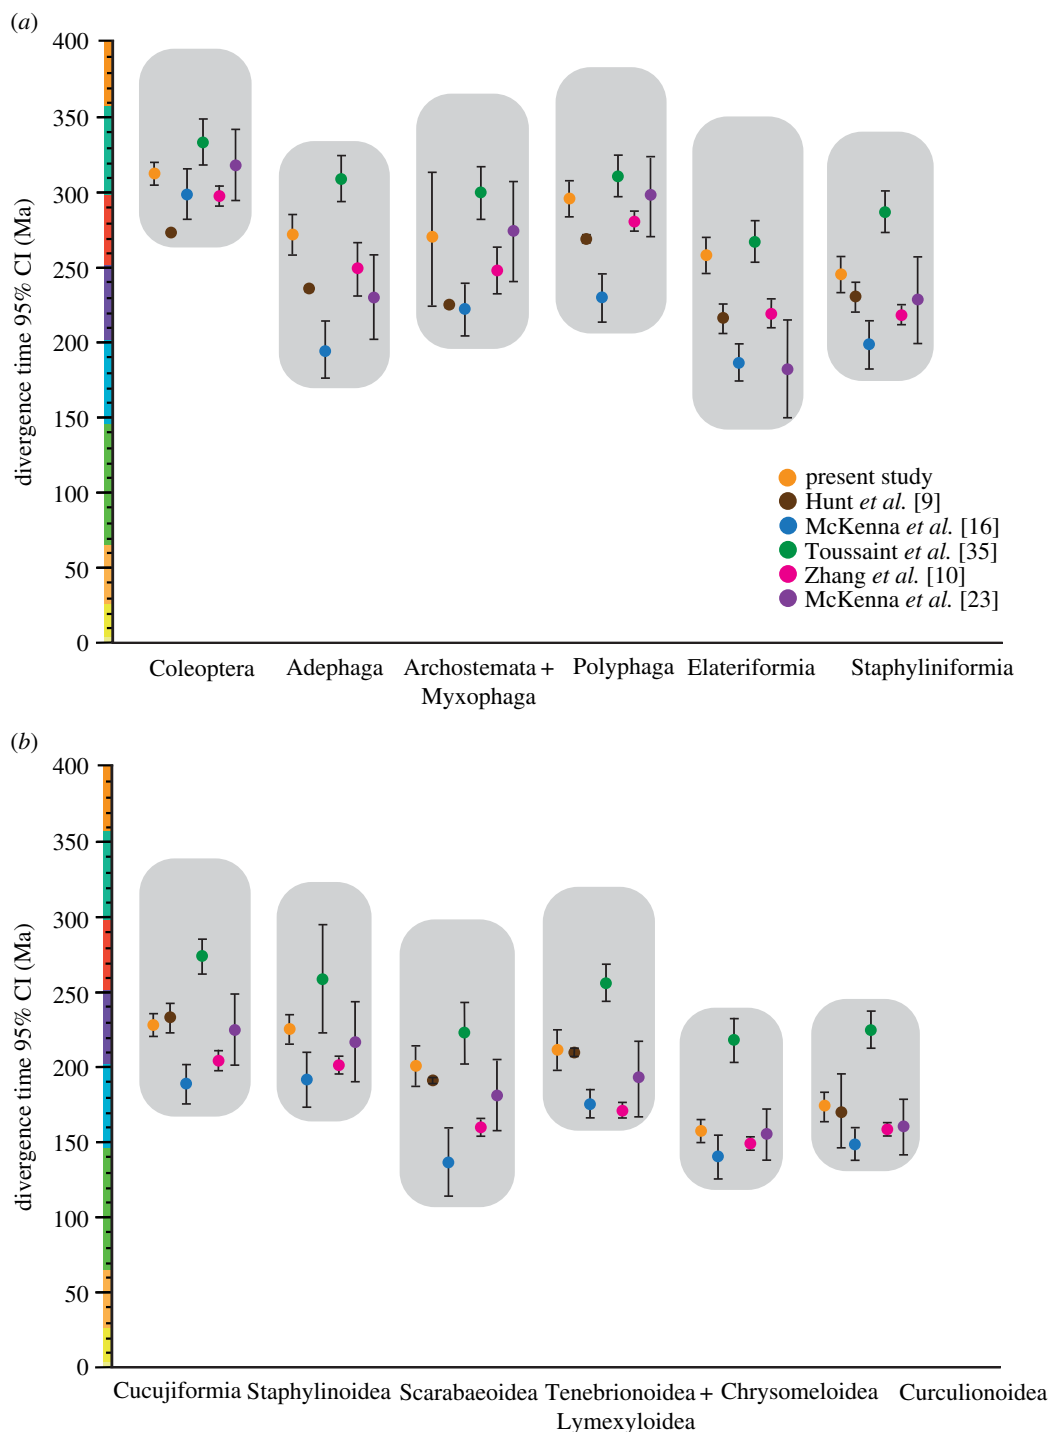 (a)
400
350
300
250
200
150
100
50
0
divergence time 95% CI (Ma)
present study
Hunt et al. [9]
McKenna et al. [16]
Toussaint et al. [35]
Zhang et al. [10]
McKenna et al. [23]
Coleoptera Adephaga Archostemata + Polyphaga Elateriformia Staphyliniformia
Myxophaga
(b)
400
350
300
250
200
150
100
50
0
divergence time 95% CI (Ma)
Cucujiformia Staphylinoidea Scarabaeoidea Tenebrionoidea + Chrysomeloidea Curculionoidea
Lymexyloidea